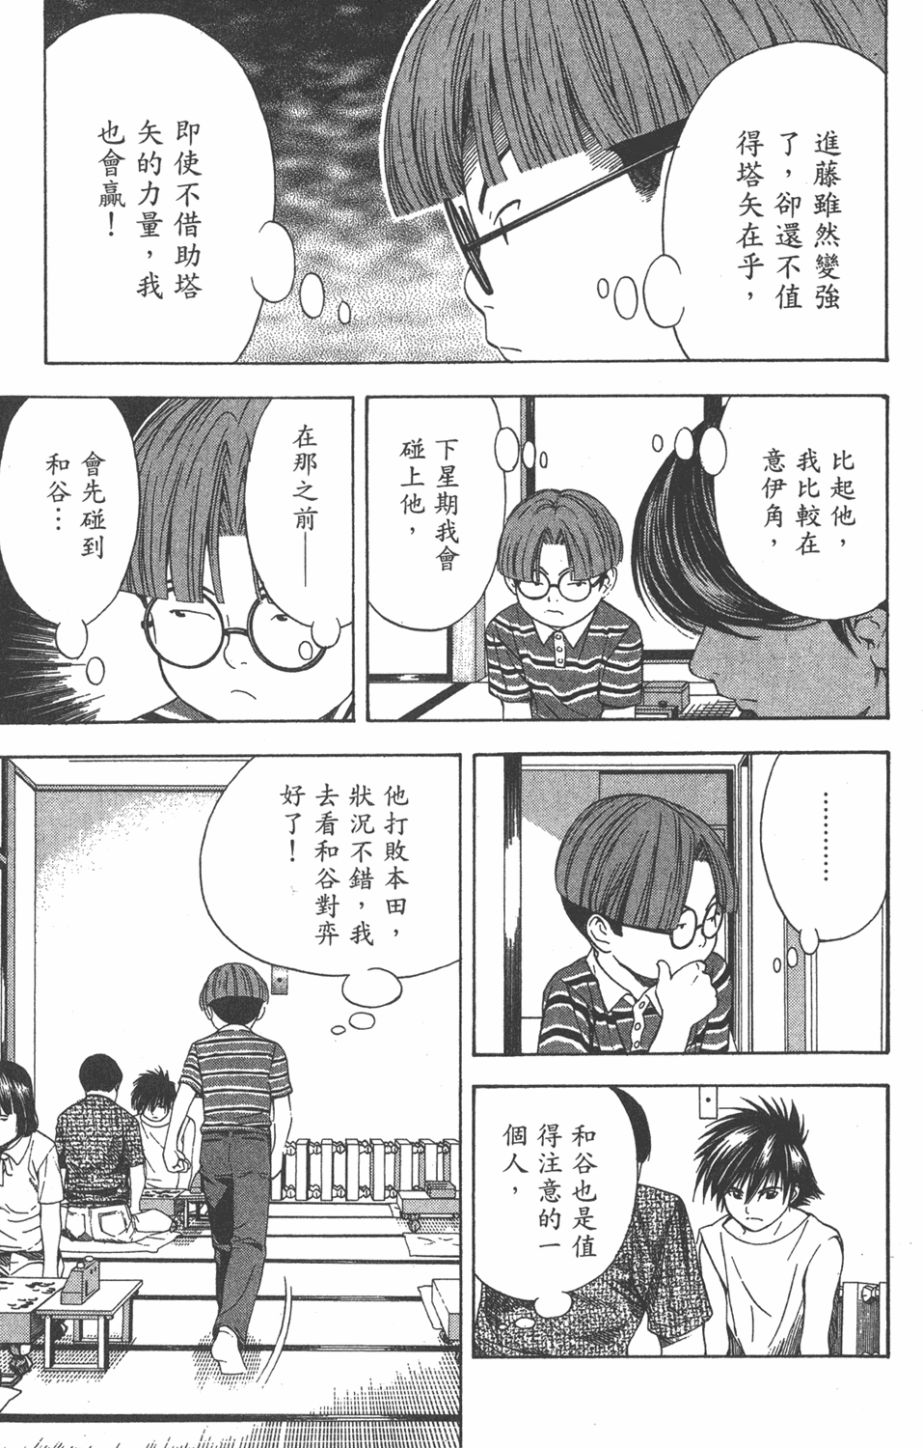 進藤雖然變強
了，卻還不值
得塔矢在乎，
即使不借助塔
矢的力量，我
也會贏！
比起他，
我比較在
意伊角，
下星期我會
碰上他，
在那之前——
會先碰到
和谷…
…………
和谷也是值
得注意的一
個人，
他打敗本田，
狀況不錯，我
去看和谷對弈
好了！